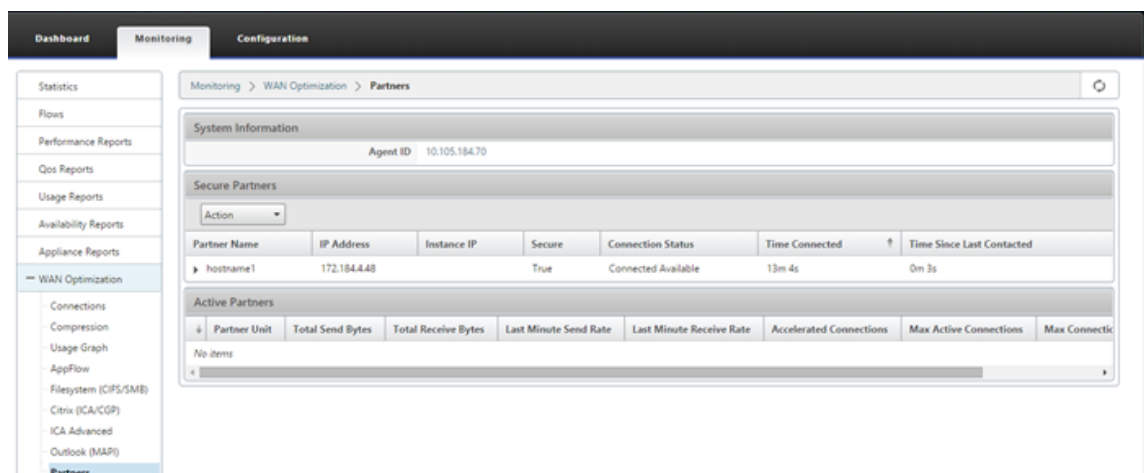 Dashboard Monitoring Configuration
Statistics
Flows
Performance Reports
Qos Reports
Usage Reports
Availability Reports
Appliance Reports
WAN Optimization
Connections
Compression
Usage Graph
AppFlow
Filesystem (CIFS/SMB)
Citrix (ICA/CGP)
ICA Advanced
Outlook (MAPI)
Partners
Monitoring > WAN Optimization > Partners
System Information
Agent ID 10.105.184.70
Secure Partners
Action
Partner Name IP Address Instance IP Secure Connection Status Time Connected Time Since Last Contacted
hostname1 172.184.4.48 True Connected Available 13m 4s 0m 3s
Active Partners
Partner Unit Total Send Bytes Total Receive Bytes Last Minute Send Rate Last Minute Receive Rate Accelerated Connections Max Active Connections Max Connectic
No items